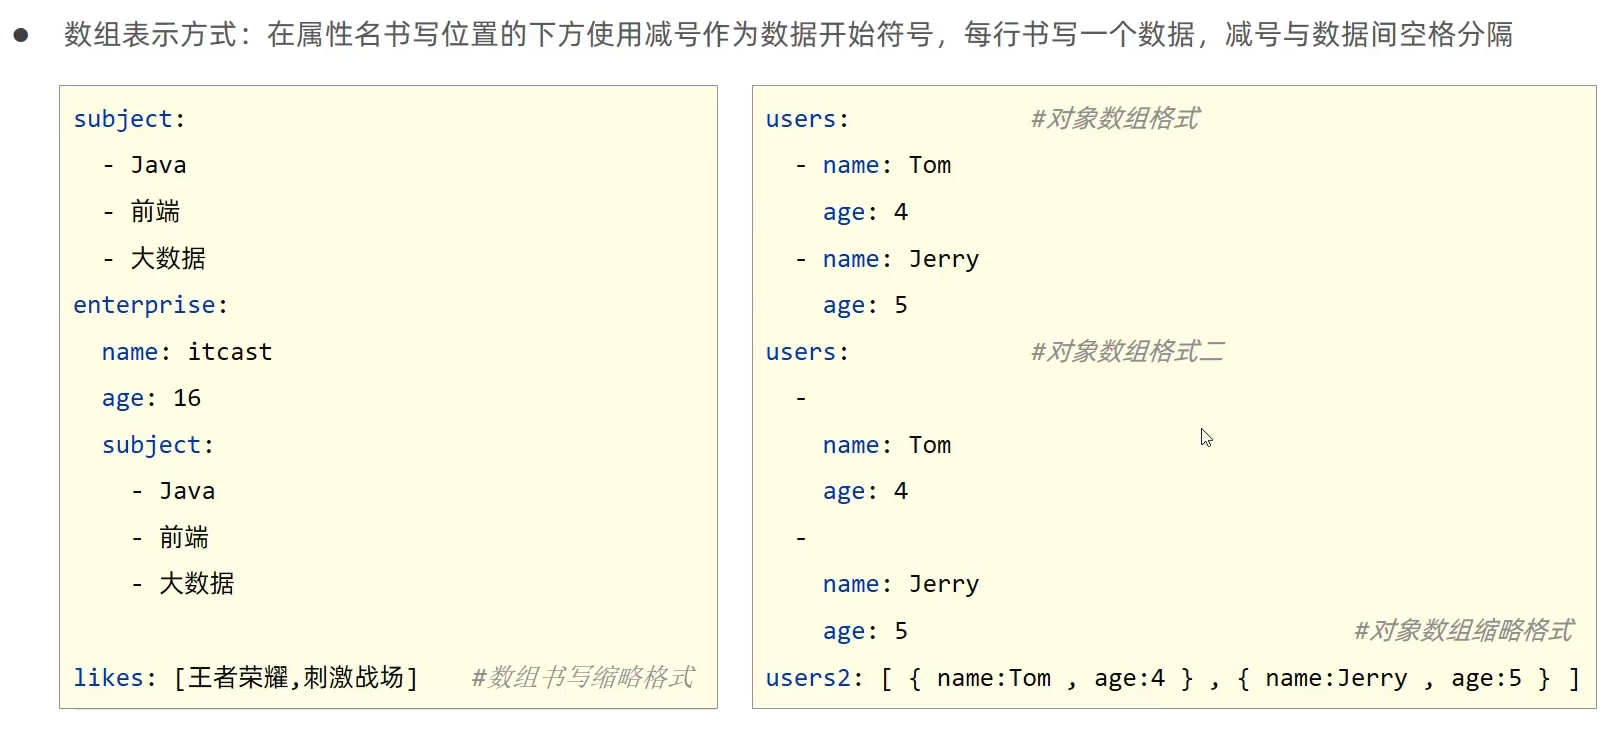 ● 数组表示方式：在属性名书写位置的下方使用减号作为数据开始符号，每行书写一个数据，减号与数据间空格分隔
subject:
  - Java
  - 前端
  - 大数据
enterprise:
  name: itcast
  age: 16
  subject:
    - Java
    - 前端
    - 大数据
likes: [王者荣耀,刺激战场]    #数组书写缩略格式
users:             #对象数组格式
  - name: Tom
    age: 4
  - name: Jerry
    age: 5
users:             #对象数组格式二
  -
    name: Tom
    age: 4
  -
    name: Jerry
    age: 5                               #对象数组缩略格式
users2: [ { name:Tom , age:4 } , { name:Jerry , age:5 } ]